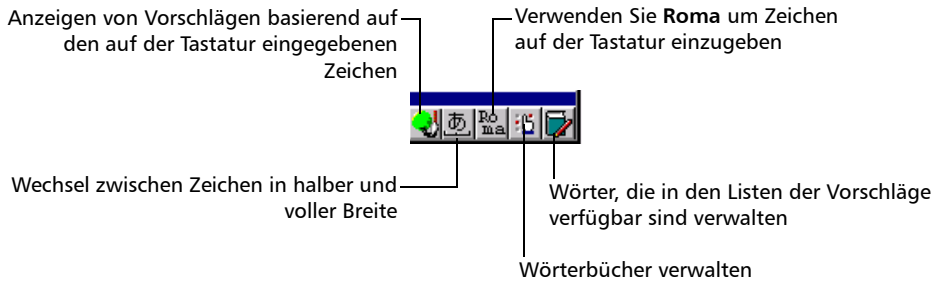 Anzeigen von Vorschlägen basierend auf
den auf der Tastatur eingegebenen
Zeichen
Verwenden Sie Roma um Zeichen
auf der Tastatur einzugeben
あ
Ro
ma
Wechsel zwischen Zeichen in halber und
voller Breite
Wörter, die in den Listen der Vorschläge
verfügbar sind verwalten
Wörterbücher verwalten